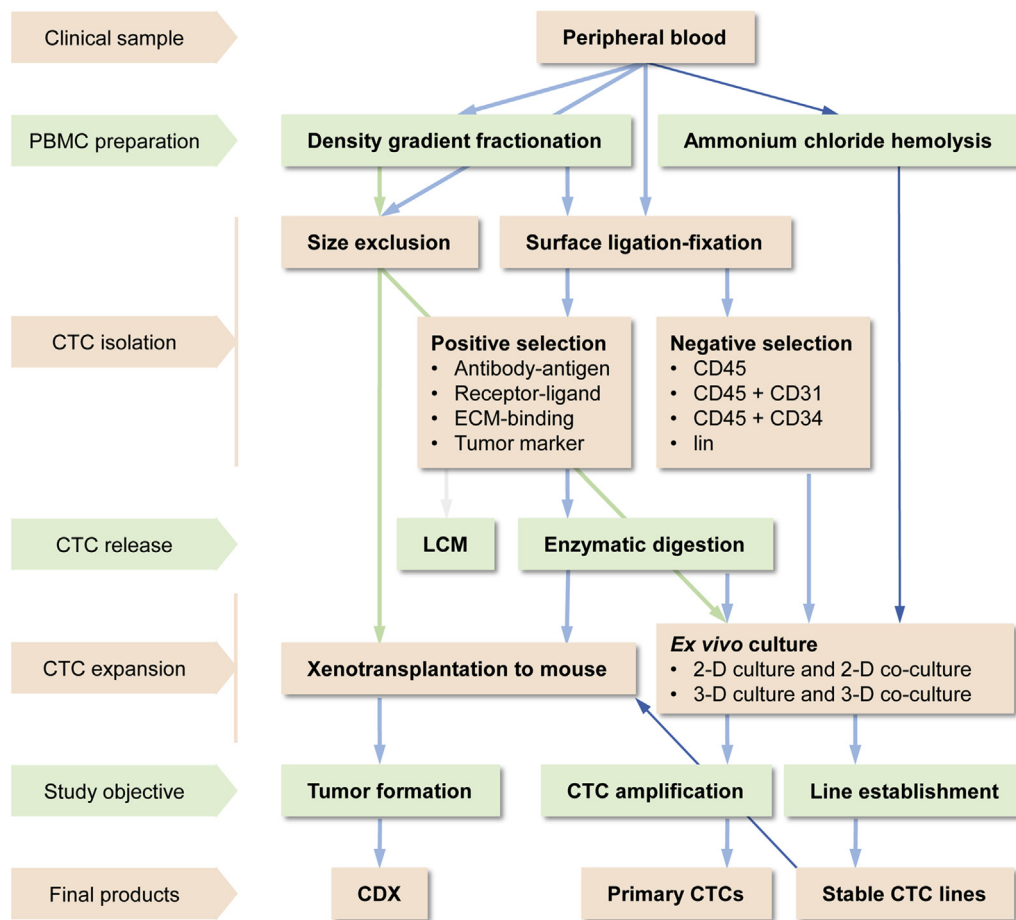 Clinical sample
Peripheral blood
PBMC preparation
Density gradient fractionation
Ammonium chloride hemolysis
Size exclusion
Surface ligation-fixation
CTC isolation
Positive selection
• Antibody-antigen
• Receptor-ligand
• ECM-binding
• Tumor marker
Negative selection
• CD45
• CD45 + CD31
• CD45 + CD34
• lin
CTC release
LCM
Enzymatic digestion
CTC expansion
Xenotransplantation to mouse
Ex vivo culture
• 2-D culture and 2-D co-culture
• 3-D culture and 3-D co-culture
Study objective
Tumor formation
CTC amplification
Line establishment
Final products
CDX
Primary CTCs
Stable CTC lines